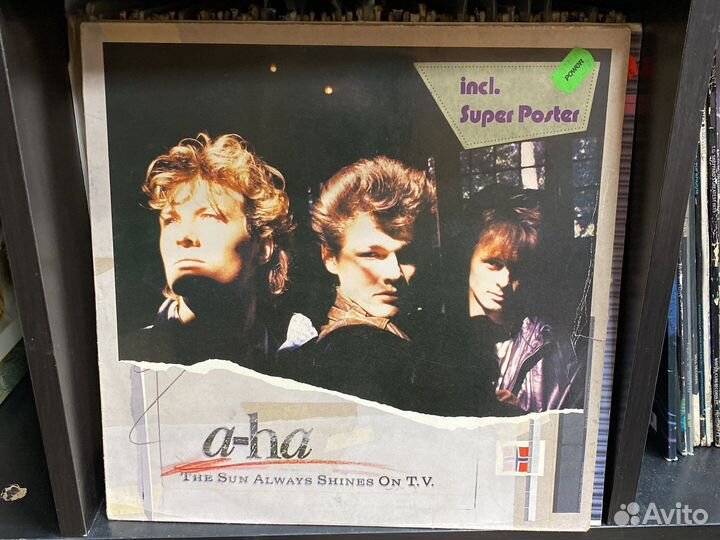 incl.
Super Poster
POWER
a-ha
THE SUN ALWAYS SHINES ON T.V.
Avito